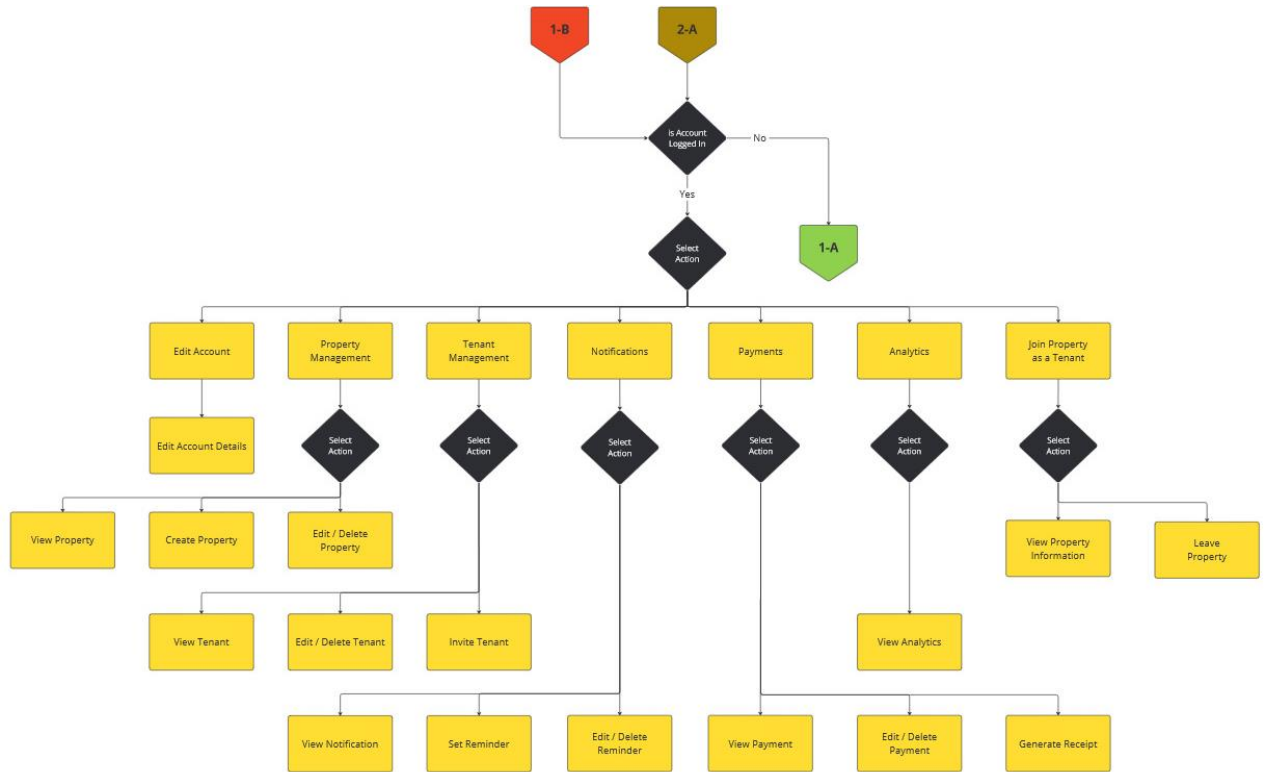 1-B
2-A
is Account
Logged In
No
Yes
Select
Action
1-A
Edit Account
Property
Management
Tenant
Management
Notifications
Payments
Analytics
Join Property
as a Tenant
Edit Account Details
Select
Action
Select
Action
Select
Action
Select
Action
Select
Action
Select
Action
View Property
Create Property
Edit / Delete
Property
View Property
Information
Leave
Property
View Tenant
Edit / Delete Tenant
Invite Tenant
View Analytics
View Notification
Set Reminder
Edit / Delete
Reminder
View Payment
Edit / Delete
Payment
Generate Receipt